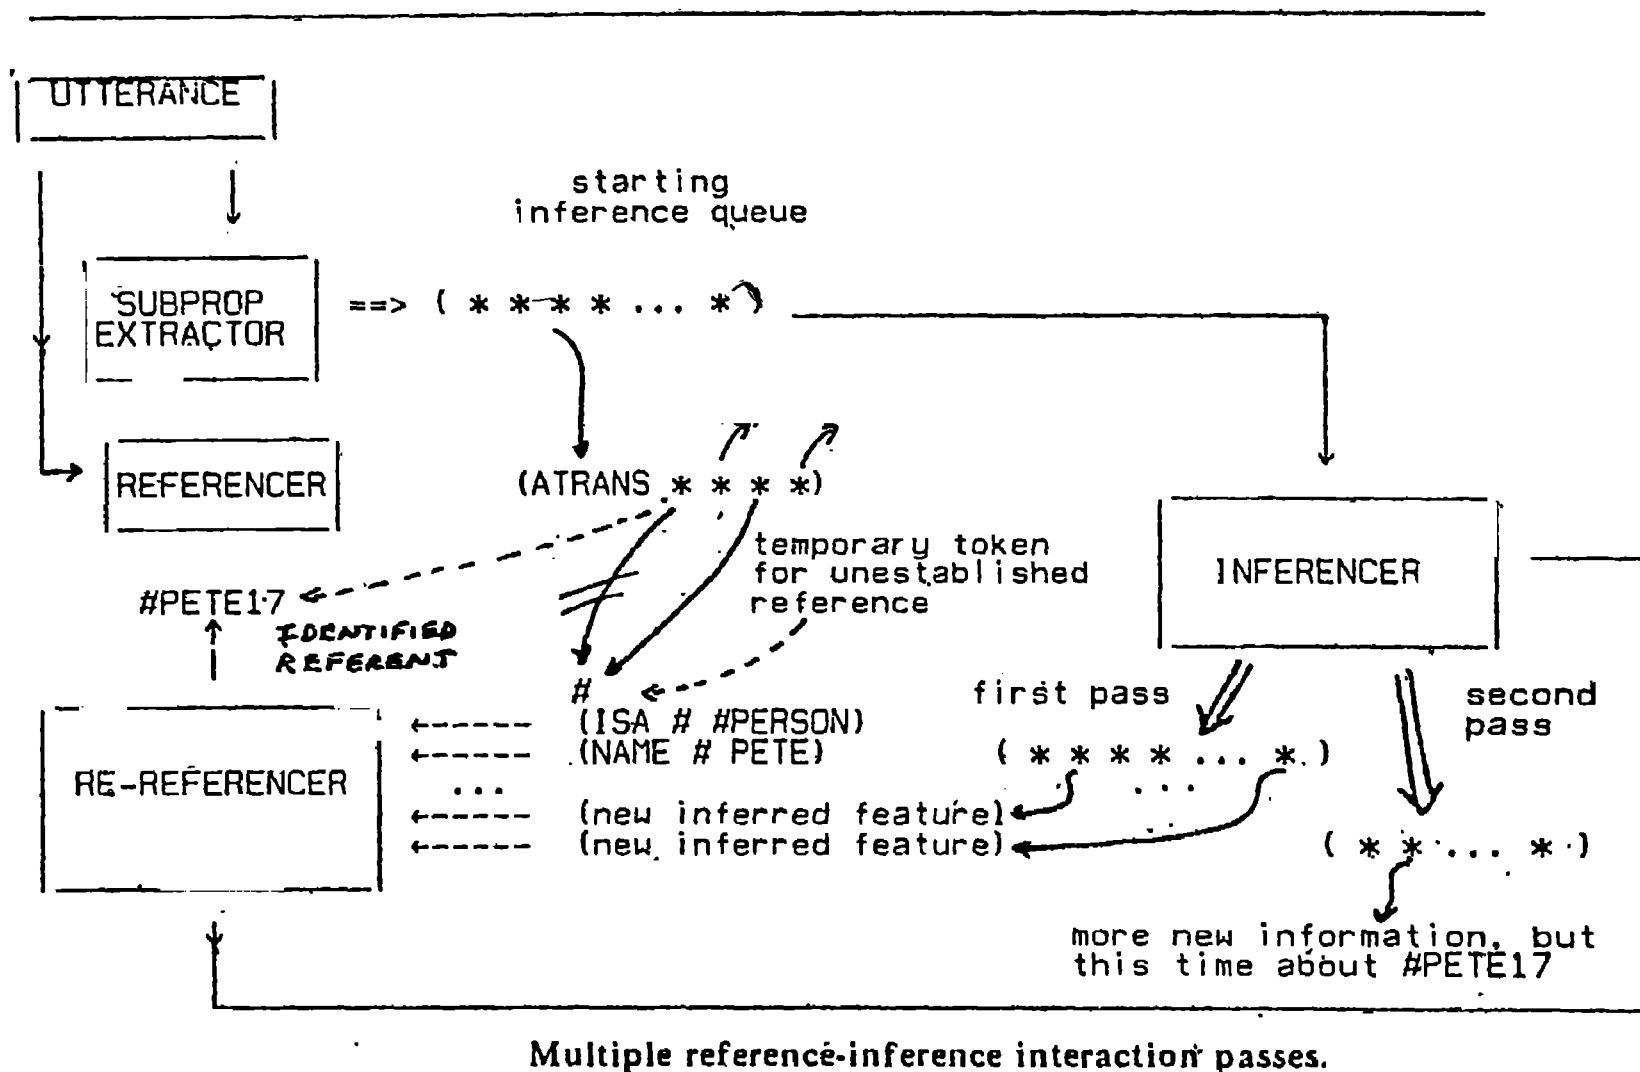 UTTERANCE
starting
inference queue
SUBPROP
EXTRACTOR
==> ( * * * * ... * )
REFERENCER
(ATRANS * * * *)
temporary token
for unestablished
reference
INFERENCER
#PETE17
IDENTIFIED
REFERENT
#
first pass
second
pass
(ISA # #PERSON)
(NAME # PETE)
( * * * * ... * )
RE-REFERENCER
...
...
(new inferred feature)
(new inferred feature)
( * * ... * )
more new information, but
this time about #PETE17
Multiple reference-inference interaction passes.